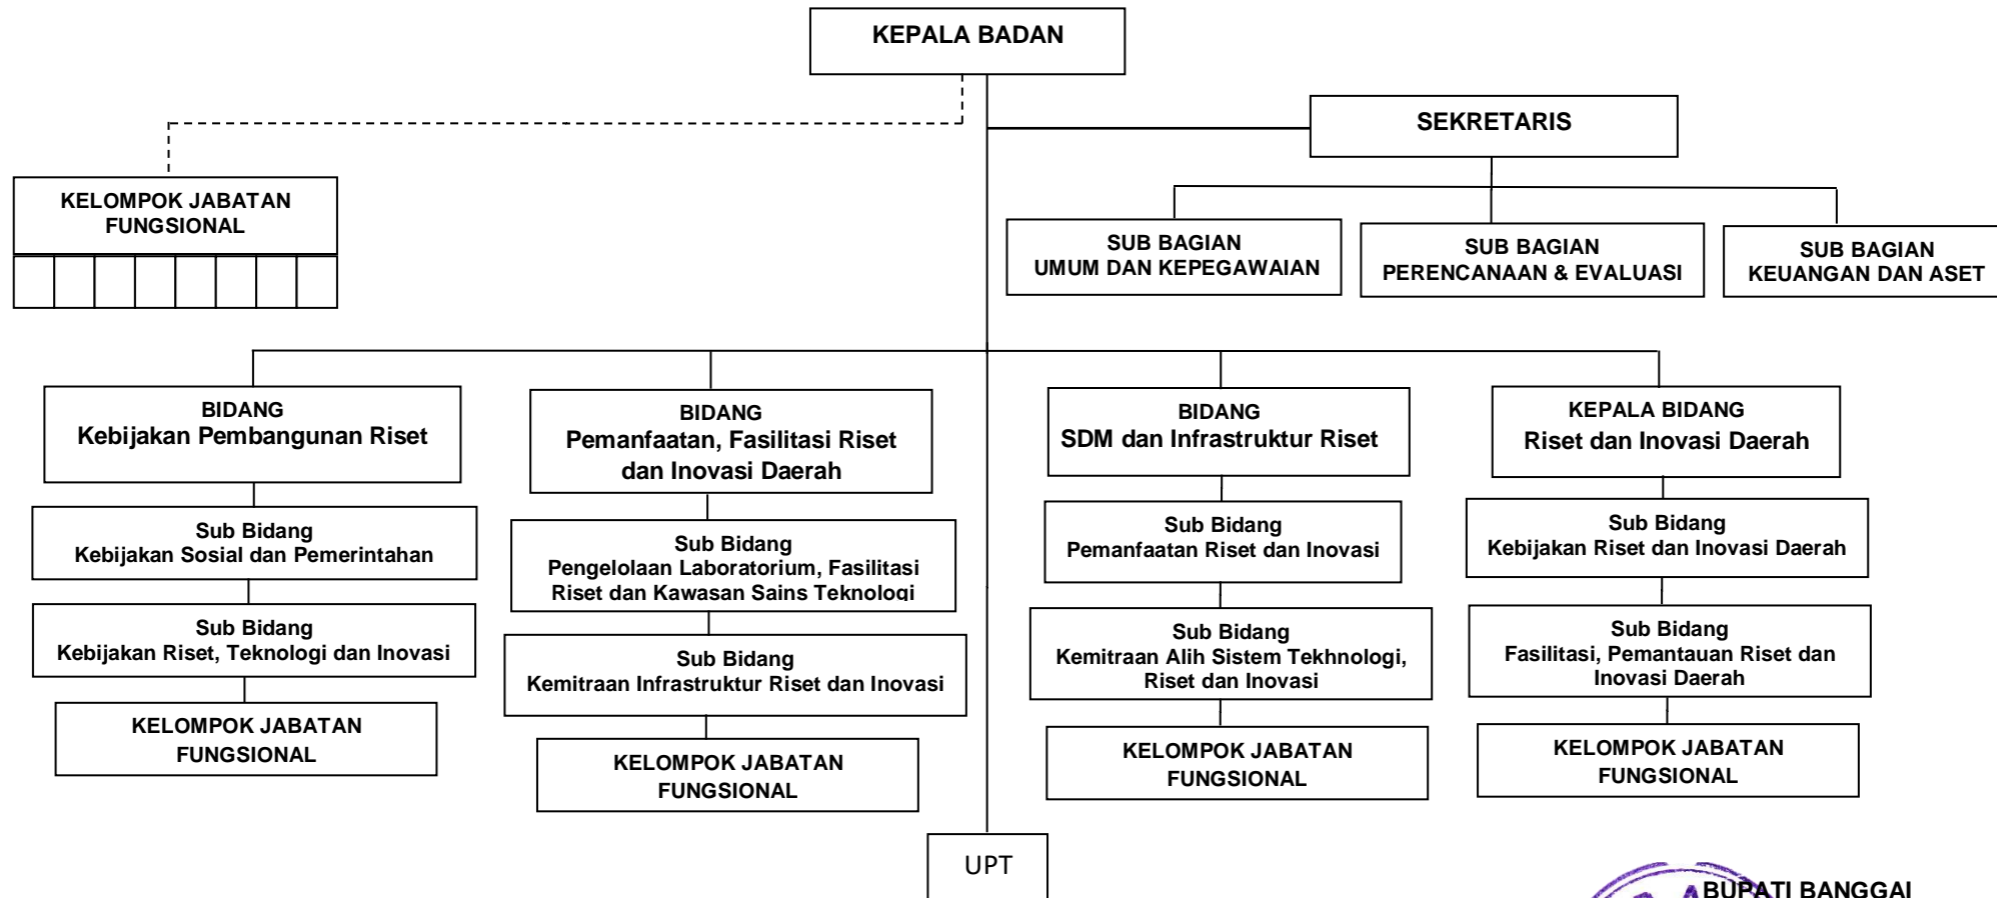 KEPALA BADAN
SEKRETARIS
KELOMPOK JABATAN
FUNGSIONAL
SUB BAGIAN
UMUM DAN KEPEGAWAIAN
SUB BAGIAN
PERENCANAAN & EVALUASI
SUB BAGIAN
KEUANGAN DAN ASET
BIDANG
Kebijakan Pembangunan Riset
BIDANG
Pemanfaatan, Fasilitasi Riset
dan Inovasi Daerah
BIDANG
SDM dan Infrastruktur Riset
KEPALA BIDANG
Riset dan Inovasi Daerah
Sub Bidang
Kebijakan Sosial dan Pemerintahan
Sub Bidang
Pengelolaan Laboratorium, Fasilitasi
Riset dan Kawasan Sains Teknologi
Sub Bidang
Pemanfaatan Riset dan Inovasi
Sub Bidang
Kebijakan Riset dan Inovasi Daerah
Sub Bidang
Kebijakan Riset, Teknologi dan Inovasi
Sub Bidang
Kemitraan Infrastruktur Riset dan Inovasi
Sub Bidang
Kemitraan Alih Sistem Tekhnologi,
Riset dan Inovasi
Sub Bidang
Fasilitasi, Pemantauan Riset dan
Inovasi Daerah
KELOMPOK JABATAN
FUNGSIONAL
KELOMPOK JABATAN
FUNGSIONAL
KELOMPOK JABATAN
FUNGSIONAL
KELOMPOK JABATAN
FUNGSIONAL
UPT
BUPATI BANGGAI